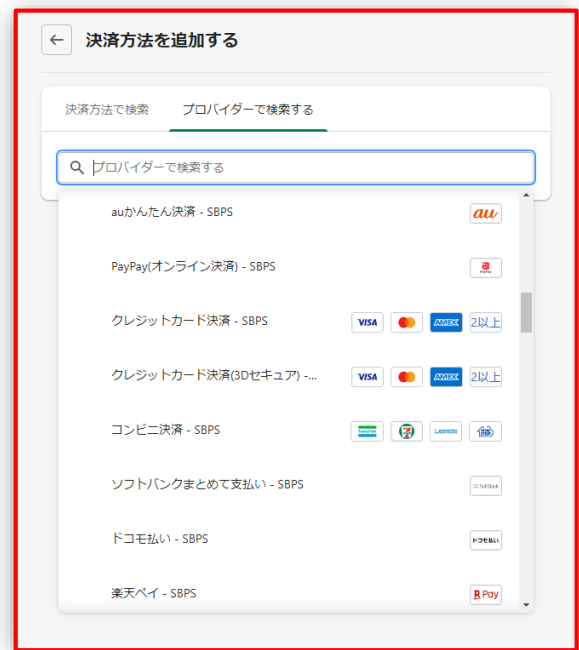 決済方法を追加する
決済方法で検索 プロバイダーで検索する
プロバイダーで検索する
auかんたん決済 - SBPS au
PayPay(オンライン決済) - SBPS PayPay
クレジットカード決済 - SBPS VISA AMEX 2以上
クレジットカード決済(3Dセキュア) -... VISA AMEX 2以上
コンビニ決済 - SBPS FamilyMart 7 LAWSON
ソフトバンクまとめて支払い - SBPS SoftBank
ドコモ払い - SBPS ドコモ払い
楽天ペイ - SBPS R Pay